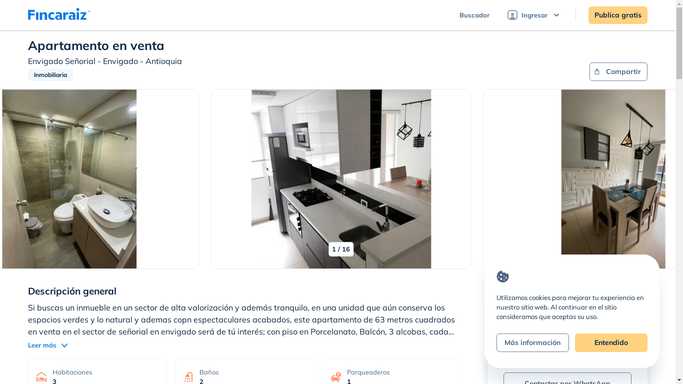 Fincaraiz
Buscador
Ingresar
Publica gratis
Apartamento en venta
Envigado Señorial - Envigado - Antioquia
Inmobiliaria
Compartir
1 / 16
Descripción general
Si buscas un inmueble en un sector de alta valorización y además tranquilo, en una unidad que aún conserva los
espacios verdes y lo natural y ademas copn espectaculares acabados, este apartamento de 63 metros cuadrados
en venta en el sector de señorial en envigado será de tú interés; con piso en Porcelanato, Balcón, 3 alcobas, cada...
Leer más
Habitaciones
3
Baños
2
Parqueaderos
1
Utilizamos cookies para mejorar tu experiencia en
nuestro sitio web. Al continuar en el sitio
consideramos que aceptas su uso.
Más información
Entendido
Contactar por WhatsApp